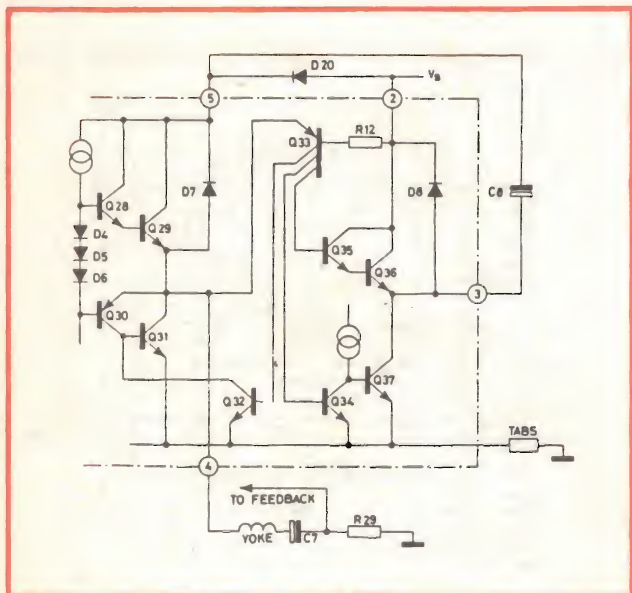 D20
Vs
5
2
Q33
R12
D7
D8
C8
Q28
Q29
D4
D5
D6
Q35
Q36
3
Q30
Q31
Q32
Q34
Q37
TABS
4
TO FEEDBACK
YOKE
C7
R29